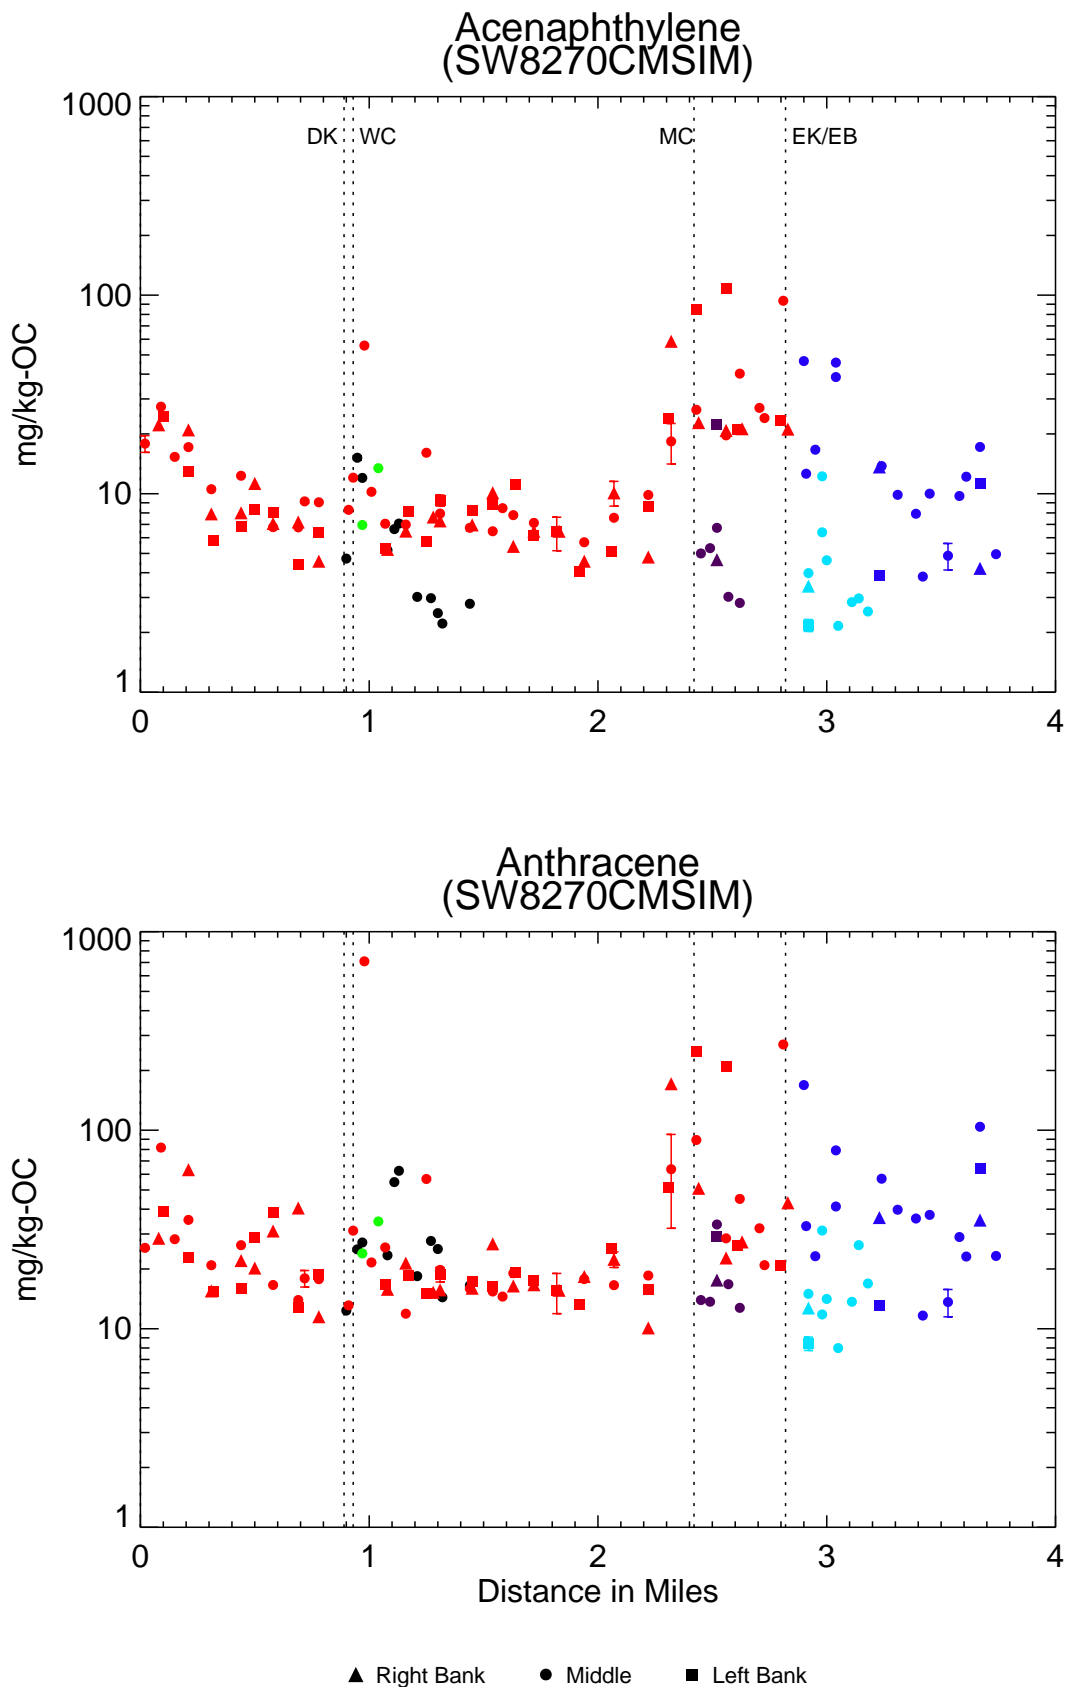 Acenaphthylene
(SW8270CMSIM)
1000
DK WC MC EK/EB
100
mg/kg-OC
10
1
0 1 2 3 4
Anthracene
(SW8270CMSIM)
1000
100
mg/kg-OC
10
1
0 1 2 3 4
Distance in Miles
Right Bank Middle Left Bank